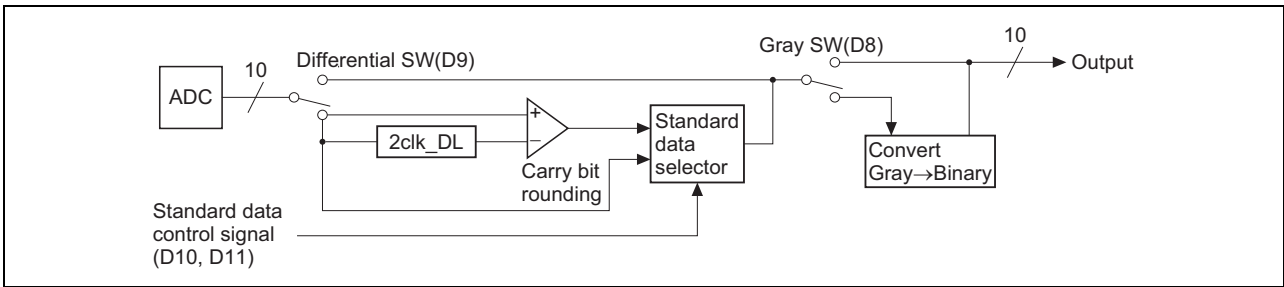 10
Differential SW(D9)
Gray SW(D8)
10
Output
ADC
+
2clk_DL
−
Standard
data
selector
Carry bit
rounding
Convert
Gray→Binary
Standard data
control signal
(D10, D11)